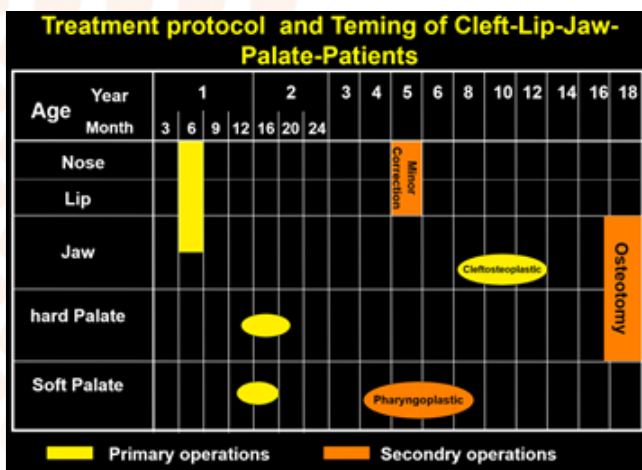 Treatment protocol and Teming of Cleft-Lip-Jaw-
Palate-Patients
Age
Year 1 2 3 4 5 6 8 10 12 14 16 18
Month 3 6 9 12 16 20 24
Nose
Lip
Minor
Correction
Jaw
Cleftosteoplastic
Osteotomy
hard Palate
Soft Palate
Pharyngoplastic
Primary operations
Secondry operations